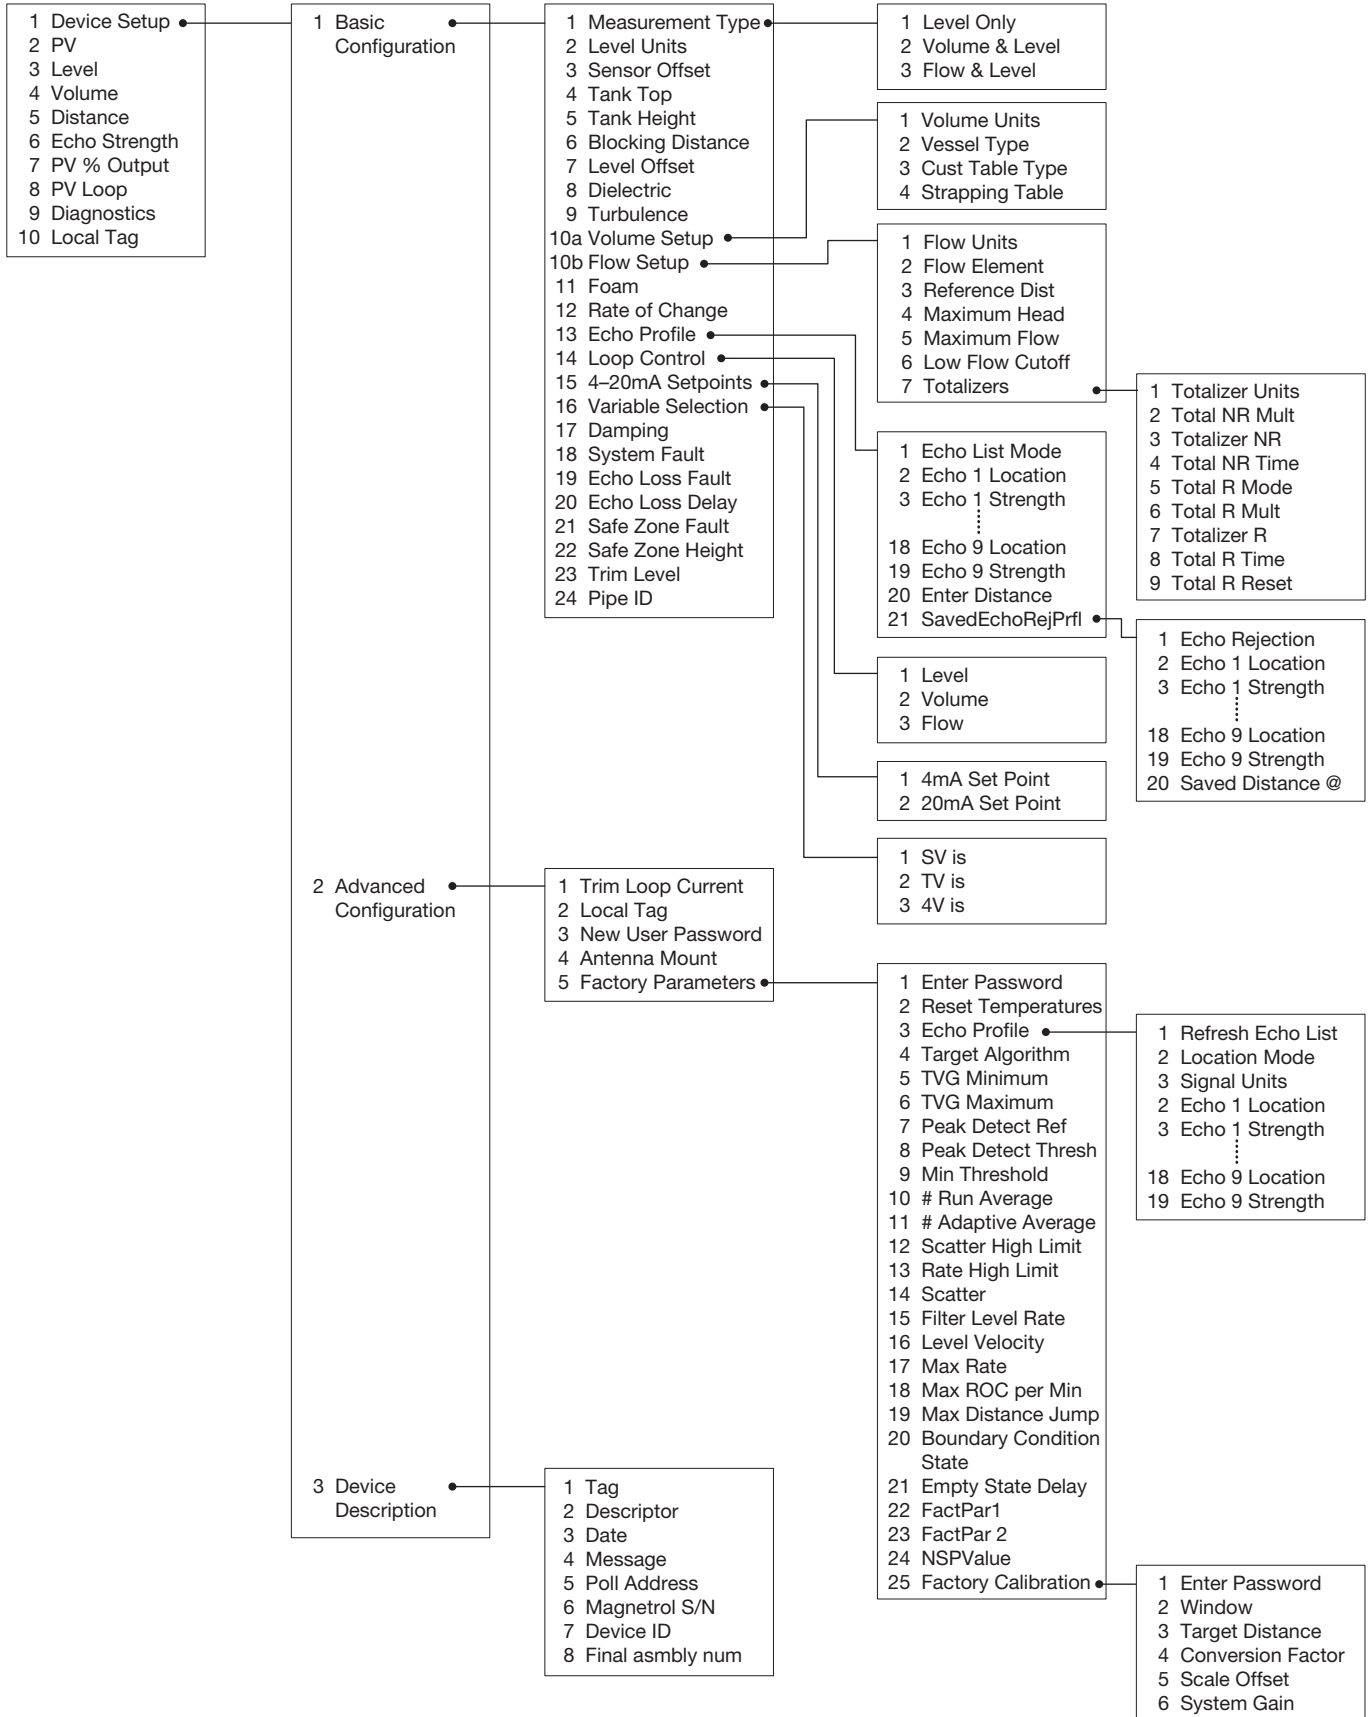 1 Device Setup
2 PV
3 Level
4 Volume
5 Distance
6 Echo Strength
7 PV % Output
8 PV Loop
9 Diagnostics
10 Local Tag
1 Basic
Configuration
2 Advanced
Configuration
3 Device
Description
1 Measurement Type
2 Level Units
3 Sensor Offset
4 Tank Top
5 Tank Height
6 Blocking Distance
7 Level Offset
8 Dielectric
9 Turbulence
10a Volume Setup
10b Flow Setup
11 Foam
12 Rate of Change
13 Echo Profile
14 Loop Control
15 4–20mA Setpoints
16 Variable Selection
17 Damping
18 System Fault
19 Echo Loss Fault
20 Echo Loss Delay
21 Safe Zone Fault
22 Safe Zone Height
23 Trim Level
24 Pipe ID
1 Level Only
2 Volume & Level
3 Flow & Level
1 Volume Units
2 Vessel Type
3 Cust Table Type
4 Strapping Table
1 Flow Units
2 Flow Element
3 Reference Dist
4 Maximum Head
5 Maximum Flow
6 Low Flow Cutoff
7 Totalizers
1 Totalizer Units
2 Total NR Mult
3 Totalizer NR
4 Total NR Time
5 Total R Mode
6 Total R Mult
7 Totalizer R
8 Total R Time
9 Total R Reset
1 Echo List Mode
2 Echo 1 Location
3 Echo 1 Strength
18 Echo 9 Location
19 Echo 9 Strength
20 Enter Distance
21 SavedEchoRejPrfl
1 Echo Rejection
2 Echo 1 Location
3 Echo 1 Strength
18 Echo 9 Location
19 Echo 9 Strength
20 Saved Distance @
1 Level
2 Volume
3 Flow
1 4mA Set Point
2 20mA Set Point
1 SV is
2 TV is
3 4V is
1 Trim Loop Current
2 Local Tag
3 New User Password
4 Antenna Mount
5 Factory Parameters
1 Enter Password
2 Reset Temperatures
3 Echo Profile
4 Target Algorithm
5 TVG Minimum
6 TVG Maximum
7 Peak Detect Ref
8 Peak Detect Thresh
9 Min Threshold
10 # Run Average
11 # Adaptive Average
12 Scatter High Limit
13 Rate High Limit
14 Scatter
15 Filter Level Rate
16 Level Velocity
17 Max Rate
18 Max ROC per Min
19 Max Distance Jump
20 Boundary Condition
State
21 Empty State Delay
22 FactPar1
23 FactPar 2
24 NSPValue
25 Factory Calibration
1 Refresh Echo List
2 Location Mode
3 Signal Units
2 Echo 1 Location
3 Echo 1 Strength
18 Echo 9 Location
19 Echo 9 Strength
1 Enter Password
2 Window
3 Target Distance
4 Conversion Factor
5 Scale Offset
6 System Gain
1 Tag
2 Descriptor
3 Date
4 Message
5 Poll Address
6 Magnetrol S/N
7 Device ID
8 Final asmbly num